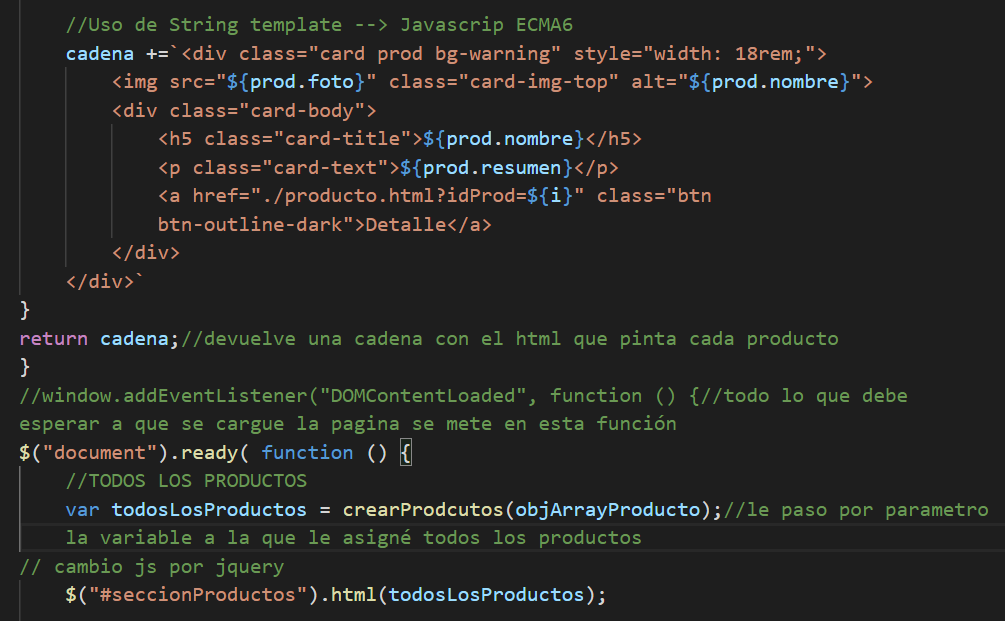 //Uso de String template --> Javascrip ECMA6
cadena +=`<div class="card prod bg-warning" style="width: 18rem;">
<img src="${prod.foto}" class="card-img-top" alt="${prod.nombre}">
<div class="card-body">
<h5 class="card-title">${prod.nombre}</h5>
<p class="card-text">${prod.resumen}</p>
<a href="./producto.html?idProd=${i}" class="btn
btn-outline-dark">Detalle</a>
</div>
</div>`
}
return cadena;//devuelve una cadena con el html que pinta cada producto
}
//window.addEventListener("DOMContentLoaded", function () {//todo lo que debe
esperar a que se cargue la pagina se mete en esta función
$("document").ready( function () {
//TODOS LOS PRODUCTOS
var todosLosProductos = crearProdcutos(objArrayProducto);//le paso por parametro
la variable a la que le asigné todos los productos
// cambio js por jquery
$("#seccionProductos").html(todosLosProductos);